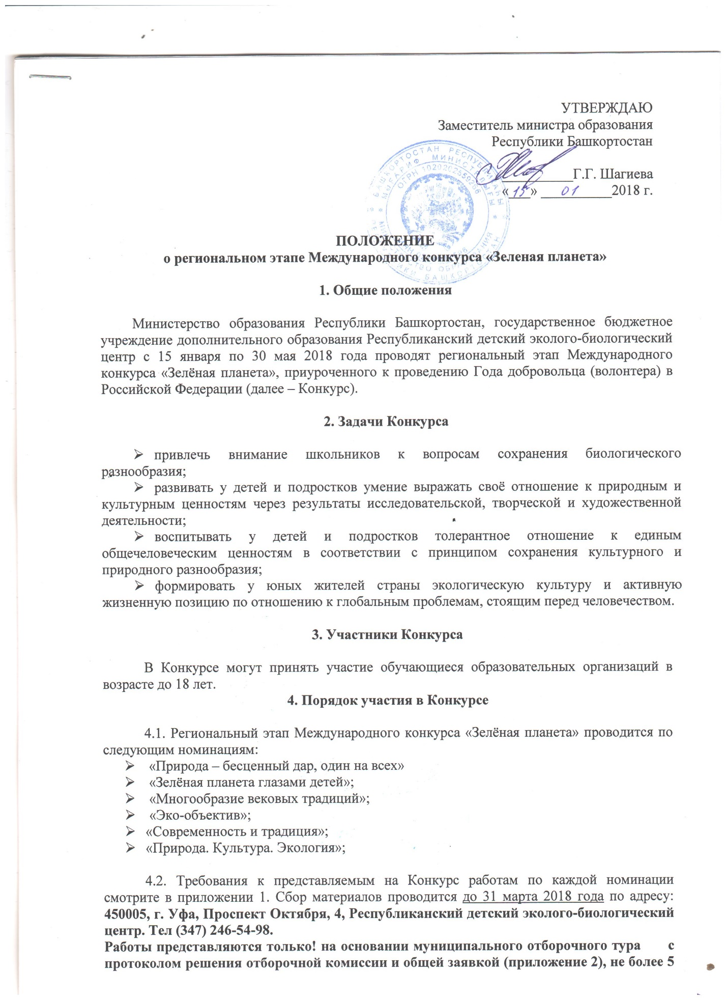 УТВЕРЖДАЮ
Заместитель министра образования
Республики Башкортостан
__________Г.Г. Шагиева
«15» 01 2018 г.
БАШКОРТОСТАН РЕСПУБЛИКАҺЫ
МӘҒАРИФ МИНИСТРЛЫҒЫ
ОГРН 1020202559266
ПОЛОЖЕНИЕ
о региональном этапе Международного конкурса «Зеленая планета»
1. Общие положения
Министерство образования Республики Башкортостан, государственное бюджетное
учреждение дополнительного образования Республиканский детский эколого-биологический
центр с 15 января по 30 мая 2018 года проводят региональный этап Международного
конкурса «Зелёная планета», приуроченного к проведению Года добровольца (волонтера) в
Российской Федерации (далее – Конкурс).
2. Задачи Конкурса
➢ привлечь внимание школьников к вопросам сохранения биологического
разнообразия;
➢ развивать у детей и подростков умение выражать своё отношение к природным и
культурным ценностям через результаты исследовательской, творческой и художественной
деятельности;
➢ воспитывать у детей и подростков толерантное отношение к единым
общечеловеческим ценностям в соответствии с принципом сохранения культурного и
природного разнообразия;
➢ формировать у юных жителей страны экологическую культуру и активную
жизненную позицию по отношению к глобальным проблемам, стоящим перед человечеством.
3. Участники Конкурса
В Конкурсе могут принять участие обучающиеся образовательных организаций в
возрасте до 18 лет.
4. Порядок участия в Конкурсе
4.1. Региональный этап Международного конкурса «Зелёная планета» проводится по
следующим номинациям:
➢ «Природа – бесценный дар, один на всех»
➢ «Зелёная планета глазами детей»;
➢ «Многообразие вековых традиций»;
➢ «Эко-объектив»;
➢ «Современность и традиция»;
➢ «Природа. Культура. Экология»;
4.2. Требования к представляемым на Конкурс работам по каждой номинации
смотрите в приложении 1. Сбор материалов проводится до 31 марта 2018 года по адресу:
450005, г. Уфа, Проспект Октября, 4, Республиканский детский эколого-биологический
центр. Тел (347) 246-54-98.
Работы представляются только! на основании муниципального отборочного тура с
протоколом решения отборочной комиссии и общей заявкой (приложение 2), не более 5